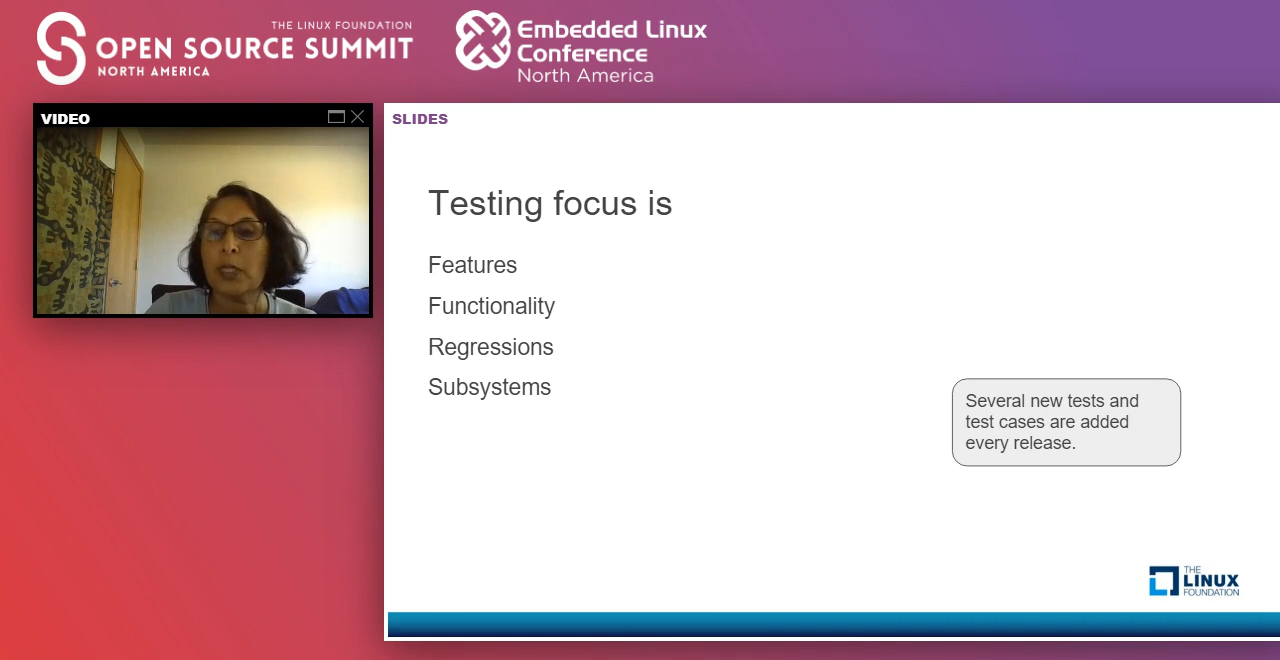 THE LINUX FOUNDATION
OPEN SOURCE SUMMIT
NORTH AMERICA
Embedded Linux
Conference
North America
VIDEO
SLIDES
Testing focus is
Features
Functionality
Regressions
Subsystems
Several new tests and
test cases are added
every release.
THE
LINUX
FOUNDATION